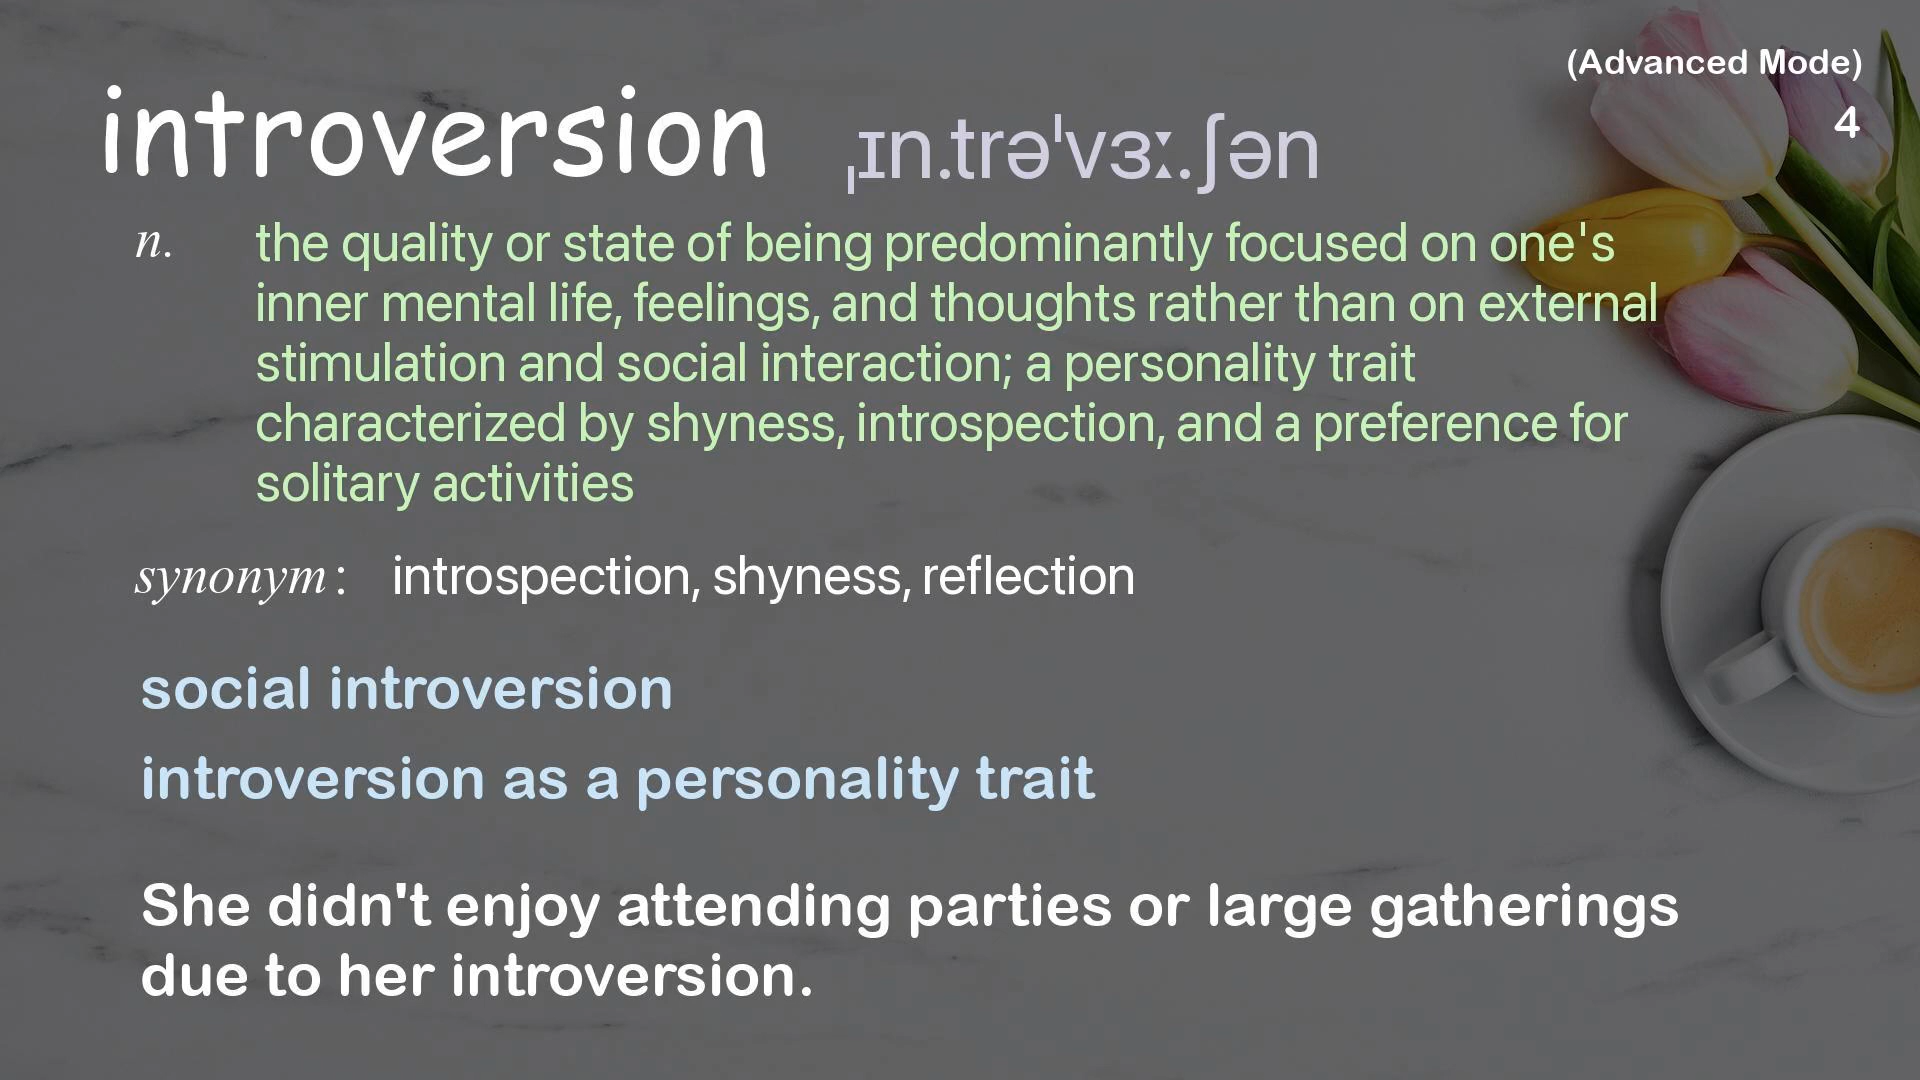 (Advanced Mode)
introversion ˌɪn.trəˈvɜː.ʃən
4
n. the quality or state of being predominantly focused on one's
inner mental life, feelings, and thoughts rather than on external
stimulation and social interaction; a personality trait
characterized by shyness, introspection, and a preference for
solitary activities
synonym: introspection, shyness, reflection
social introversion
introversion as a personality trait
She didn't enjoy attending parties or large gatherings
due to her introversion.